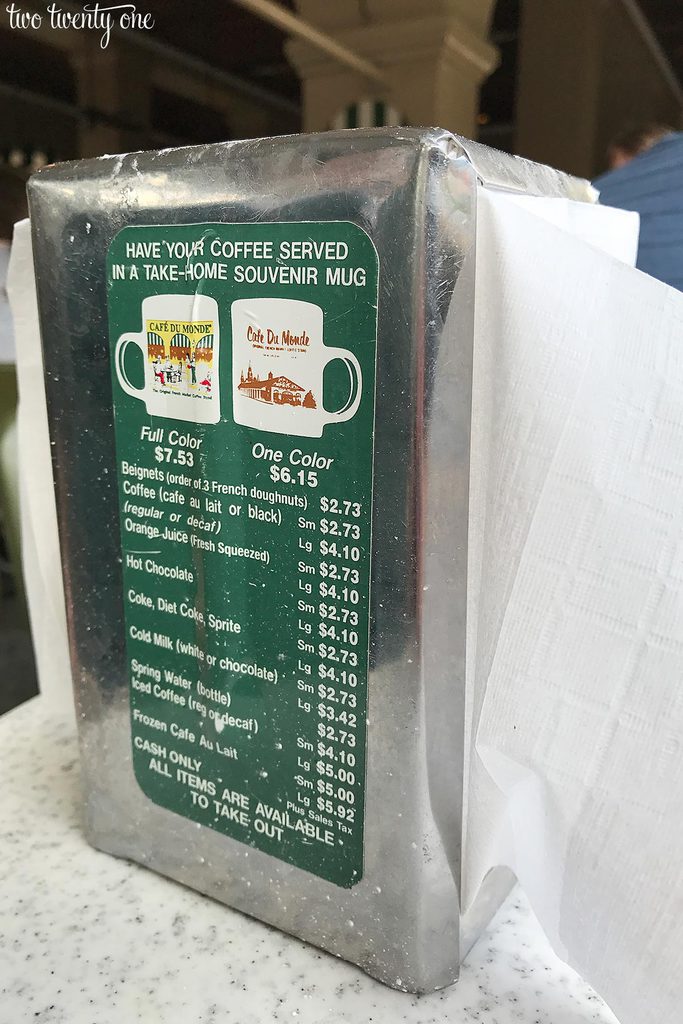 two twenty one
HAVE YOUR COFFEE SERVED
IN A TAKE-HOME SOUVENIR MUG
CAFÉ DU MONDE
Cafe Du Monde
Full Color
$7.53
One Color
$6.15
Beignets (order of 3 French doughnuts) $2.73
Coffee (cafe au lait or black) Sm $2.73
(regular or decaf) Lg $4.10
Orange Juice (Fresh Squeezed) Sm $2.73
Lg $4.10
Hot Chocolate Sm $2.73
Lg $4.10
Coke, Diet Coke, Sprite Sm $2.73
Lg $4.10
Cold Milk (white or chocolate) Sm $2.73
Lg $3.42
Spring Water (bottle) $2.73
Iced Coffee (reg or decaf) Sm $4.10
Lg $5.00
Frozen Cafe Au Lait Sm $5.00
Lg $5.92
CASH ONLY Plus Sales Tax
ALL ITEMS ARE AVAILABLE
TO TAKE OUT